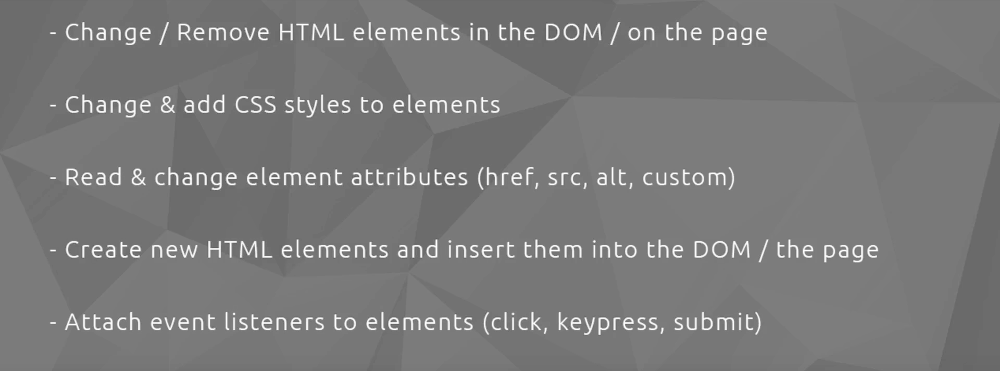 - Change / Remove HTML elements in the DOM / on the page
- Change & add CSS styles to elements
- Read & change element attributes (href, src, alt, custom)
- Create new HTML elements and insert them into the DOM / the page
- Attach event listeners to elements (click, keypress, submit)